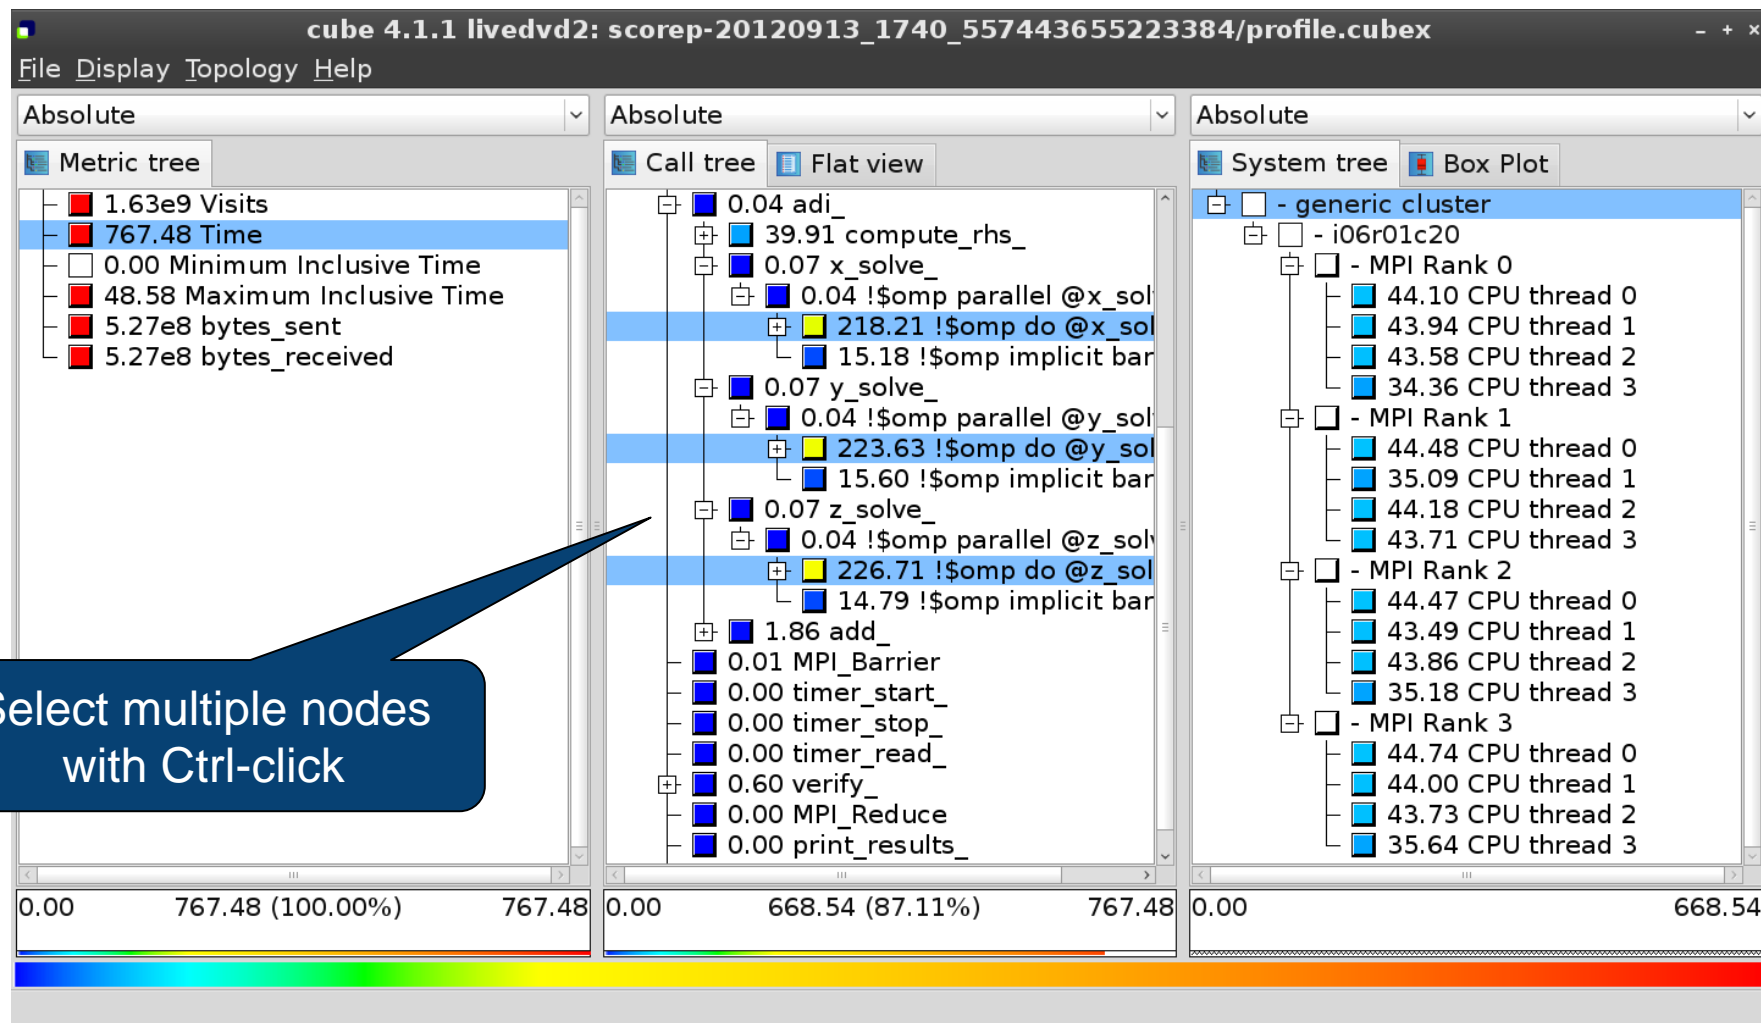 cube 4.1.1 livedvd2: scorep-20120913_1740_557443655223384/profile.cubex
File Display Topology Help
Absolute
Metric tree
1.63e9 Visits
767.48 Time
0.00 Minimum Inclusive Time
48.58 Maximum Inclusive Time
5.27e8 bytes_sent
5.27e8 bytes_received
Select multiple nodes
with Ctrl-click
0.00 767.48 (100.00%) 767.48
Absolute
Call tree Flat view
0.04 adi_
39.91 compute_rhs_
0.07 x_solve_
0.04 !$omp parallel @x_sol
218.21 !$omp do @x_sol
15.18 !$omp implicit bar
0.07 y_solve_
0.04 !$omp parallel @y_sol
223.63 !$omp do @y_sol
15.60 !$omp implicit bar
0.07 z_solve_
0.04 !$omp parallel @z_solv
226.71 !$omp do @z_sol
14.79 !$omp implicit bar
1.86 add_
0.01 MPI_Barrier
0.00 timer_start_
0.00 timer_stop_
0.00 timer_read_
0.60 verify_
0.00 MPI_Reduce
0.00 print_results_
0.00 668.54 (87.11%) 767.48
Absolute
System tree Box Plot
- generic cluster
- i06r01c20
- MPI Rank 0
44.10 CPU thread 0
43.94 CPU thread 1
43.58 CPU thread 2
34.36 CPU thread 3
- MPI Rank 1
44.48 CPU thread 0
35.09 CPU thread 1
44.18 CPU thread 2
43.71 CPU thread 3
- MPI Rank 2
44.47 CPU thread 0
43.49 CPU thread 1
43.86 CPU thread 2
35.18 CPU thread 3
- MPI Rank 3
44.74 CPU thread 0
44.00 CPU thread 1
43.73 CPU thread 2
35.64 CPU thread 3
0.00 668.54